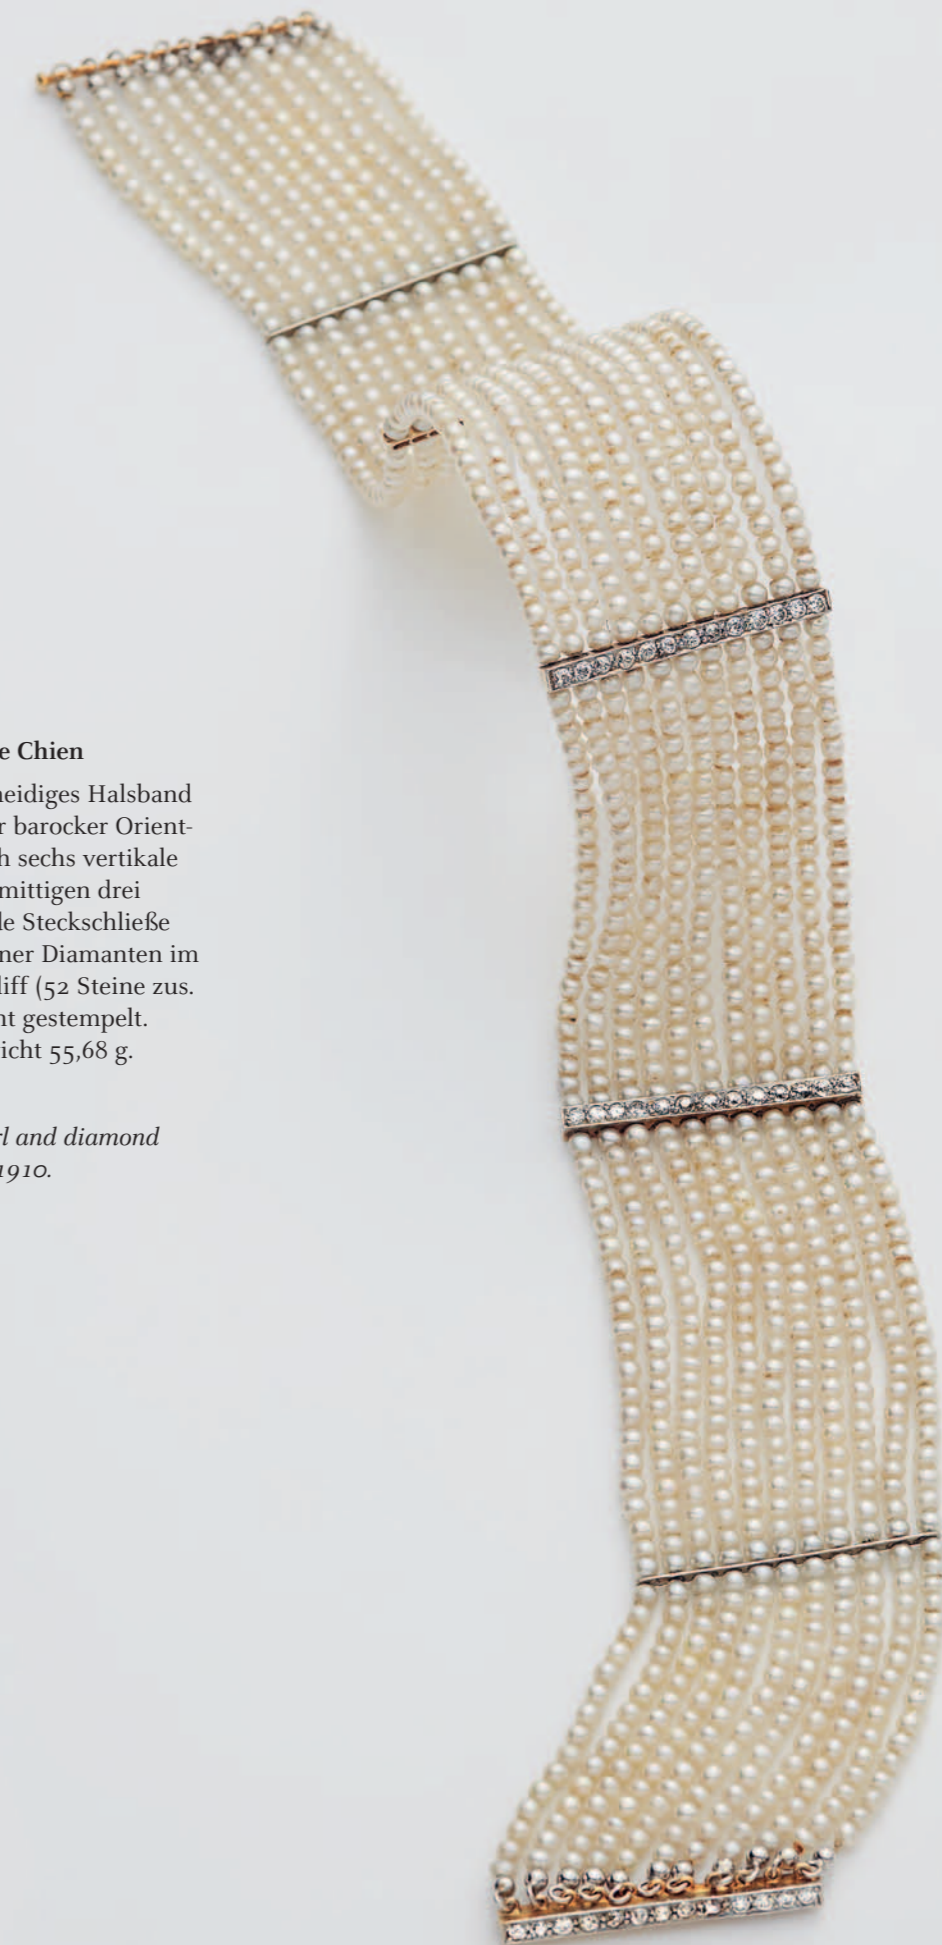 e Chien
neidiges Halsband
r barocker Orient-
h sechs vertikale
mittigen drei
le Steckschließe
ner Diamanten im
liff (52 Steine zus.
nt gestempelt.
icht 55,68 g.
rl and diamond
1910.